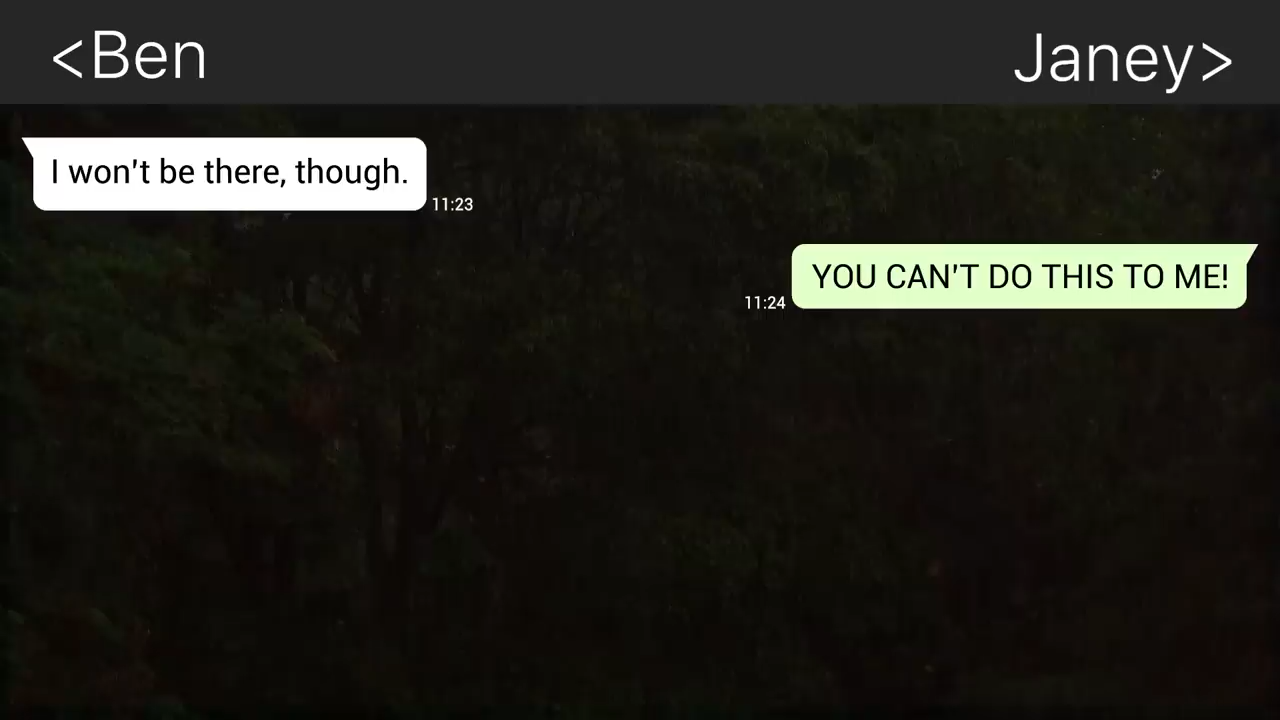 <Ben
Janey>
I won't be there, though.
11:23
YOU CAN'T DO THIS TO ME!
11:24